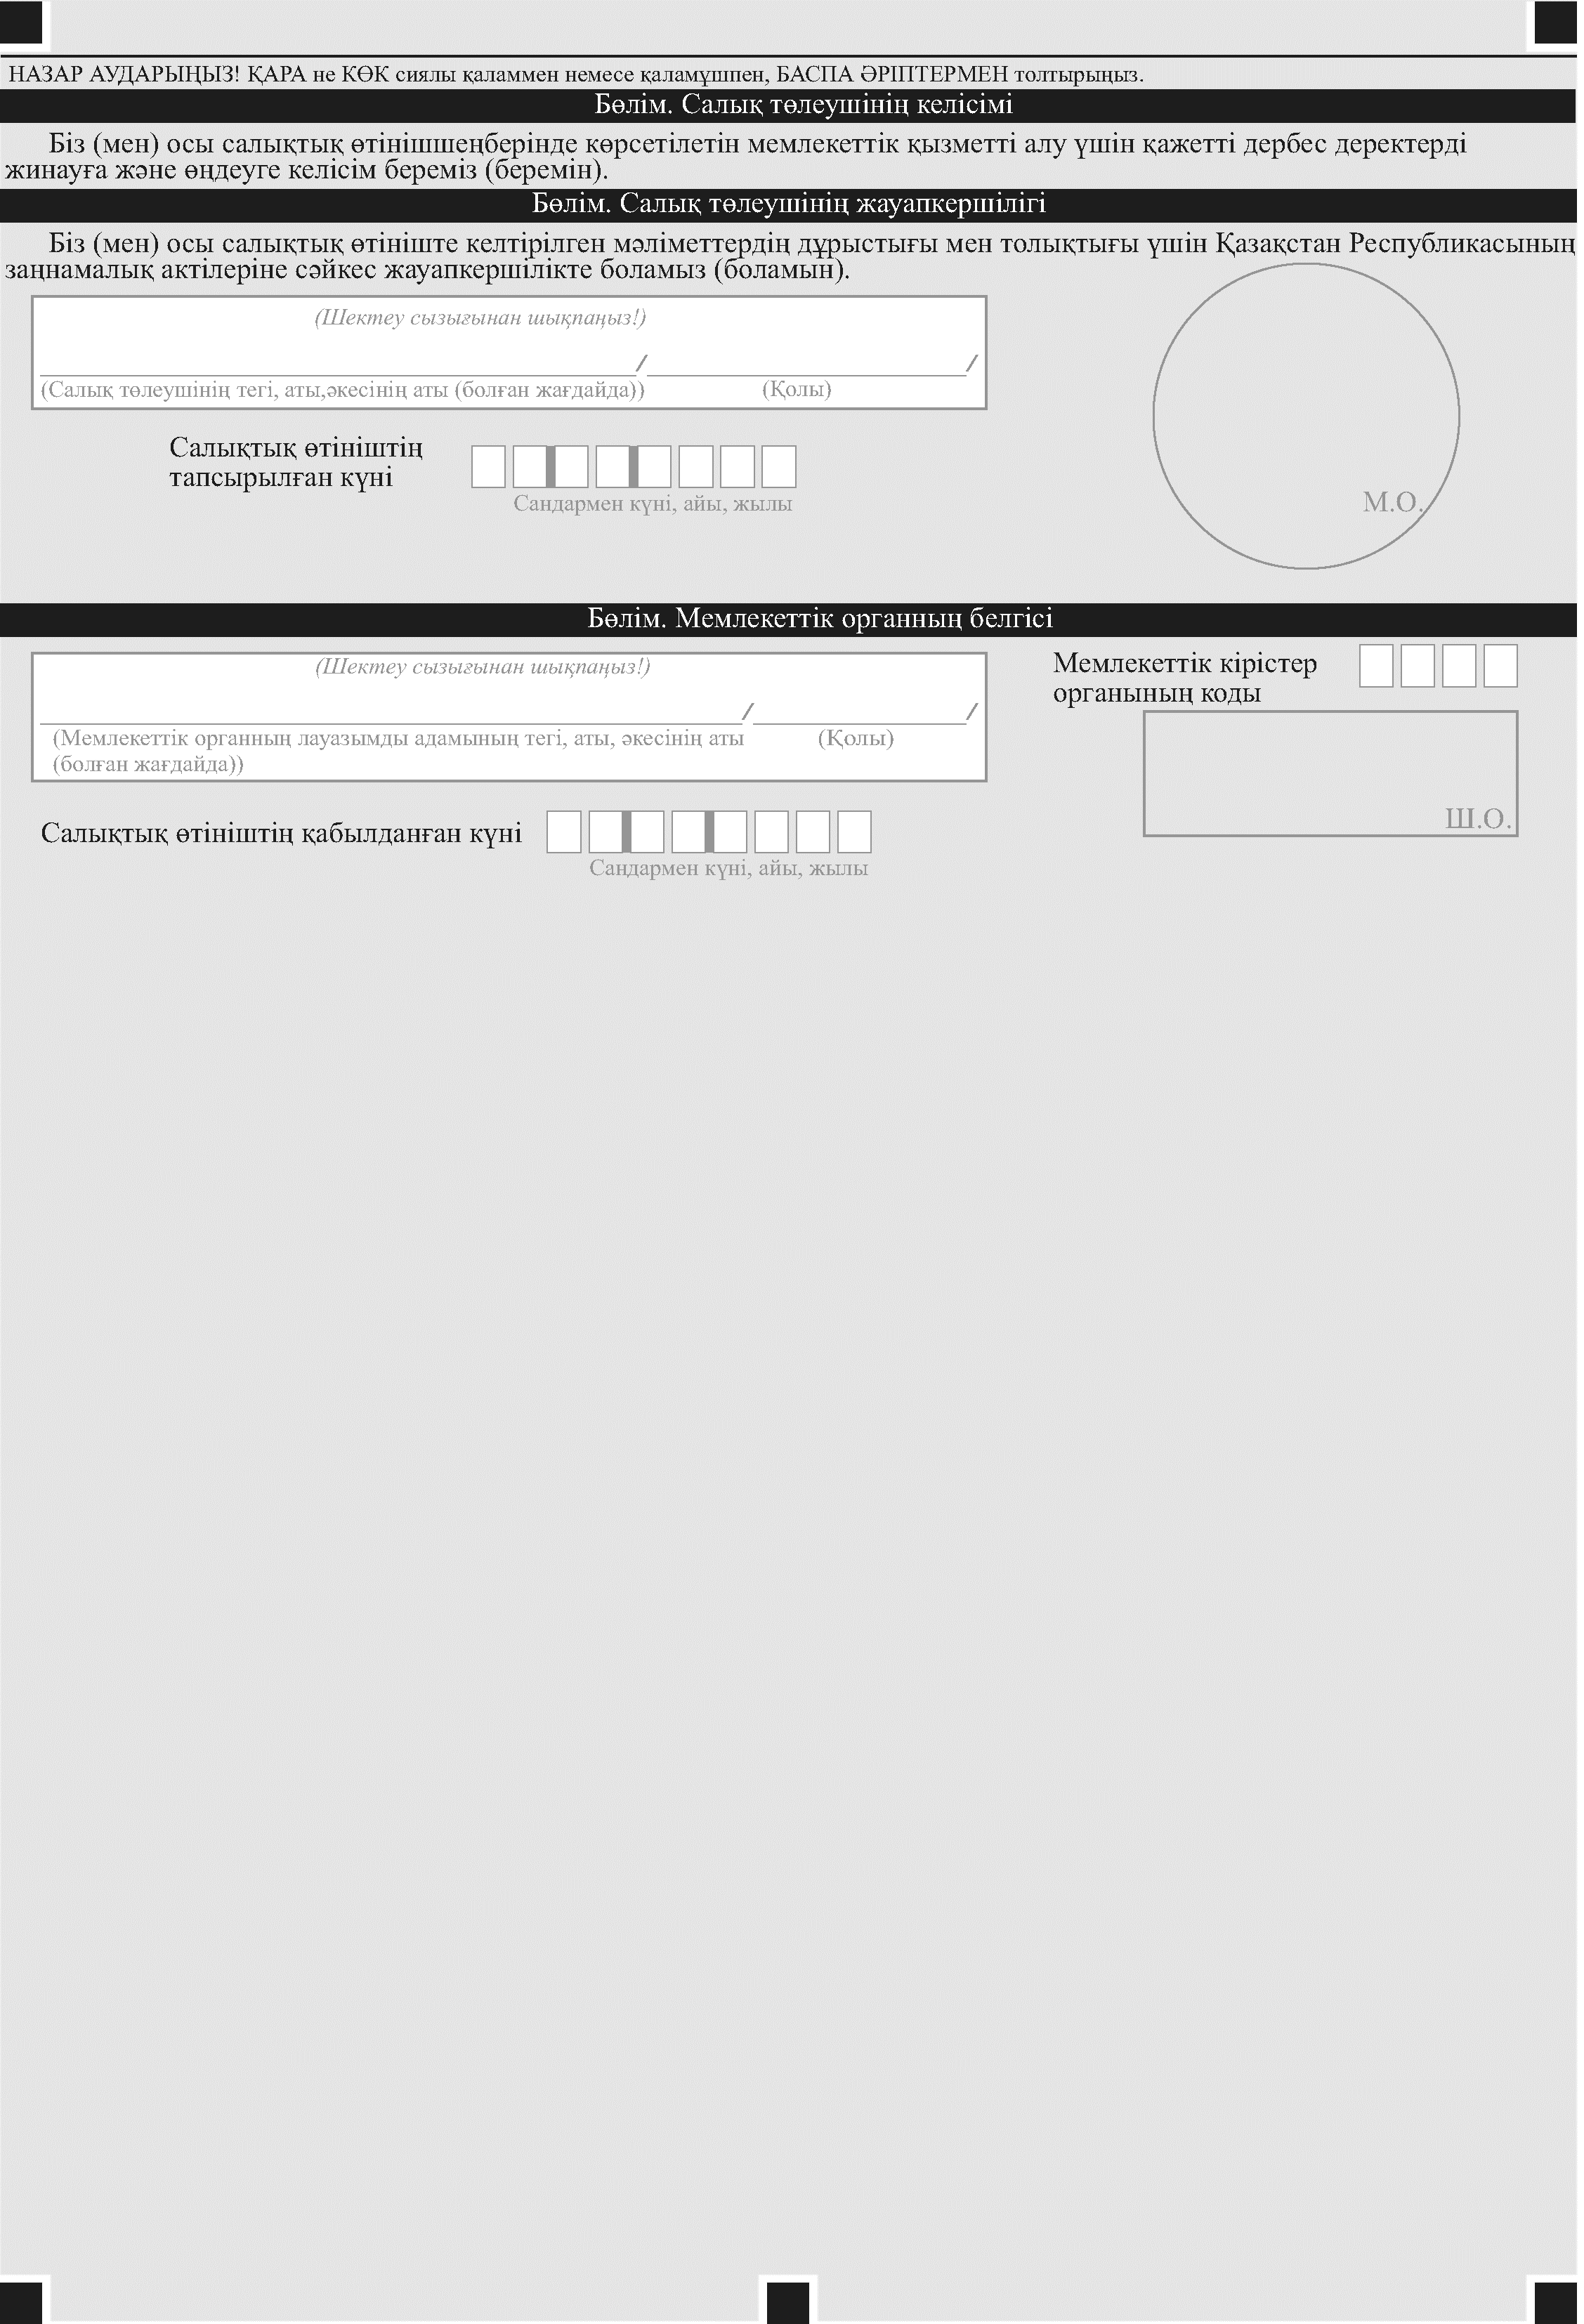 НАЗАР АУДАРЫҢЫЗ! ҚАРА не КӨК сиялы қаламмен немесе қаламұшпен, БАСПА ӘРІПТЕРМЕН толтырыңыз.
Бөлім. Салық төлеушінің келісімі
Біз (мен) осы салықтық өтінішшеңберінде көрсетілетін мемлекеттік қызметті алу үшін қажетті дербес деректерді
жинауға және өңдеуге келісім береміз (беремін).
Бөлім. Салық төлеушінің жауапкершілігі
Біз (мен) осы салықтық өтініште келтірілген мәліметтердің дұрыстығы мен толықтығы үшін Қазақстан Республикасының
заңнамалық актілеріне сәйкес жауапкершілікте боламыз (боламын).
(Шектеу сызығынан шықпаңыз!)
/ /
(Салық төлеушінің тегі, аты,әкесінің аты (болған жағдайда)) (Қолы)
Салықтық өтініштің
тапсырылған күні
Сандармен күні, айы, жылы
М.О.
Бөлім. Мемлекеттік органның белгісі
(Шектеу сызығынан шықпаңыз!)
/ /
(Мемлекеттік органның лауазымды адамының тегі, аты, әкесінің аты (Қолы)
(болған жағдайда))
Мемлекеттік кірістер
органының коды
Ш.О.
Салықтық өтініштің қабылданған күні
Сандармен күні, айы, жылы